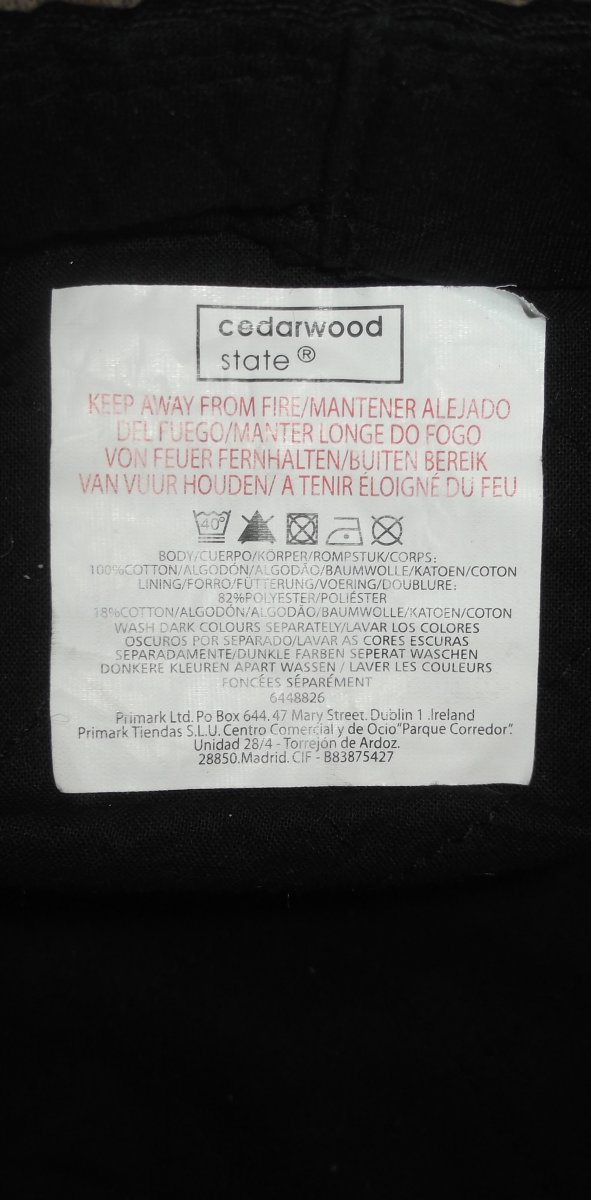 cedarwood
state ®
KEEP AWAY FROM FIRE/MANTENER ALEJADO
DEL FUEGO/MANTER LONGE DO FOGO
VON FEUER FERNHALTEN/BUITEN BEREIK
VAN VUUR HOUDEN/ A TENIR ÉLOIGNÉ DU FEU
40°
BODY/CUERPO/KÖRPER/ROMPSTUK/CORPS:
100%COTTON/ALGODÓN/ALGODÃO/BAUMWOLLE/KATOEN/COTON
LINING/FORRO/FÜTTERUNG/VOERING/DOUBLURE:
82%POLYESTER/POLIÉSTER
18%COTTON/ALGODÓN/ALGODÃO/BAUMWOLLE/KATOEN/COTON
WASH DARK COLOURS SEPARATELY/LAVAR LOS COLORES
OSCUROS POR SEPARADO/LAVAR AS CORES ESCURAS
SEPARADAMENTE/DUNKLE FARBEN SEPERAT WASCHEN
DONKERE KLEUREN APART WASSEN / LAVER LES COULEURS
FONCÉES SÉPARÉMENT
6448826
Primark Ltd. Po Box 644. 47 Mary Street. Dublin 1 .Ireland
Primark Tiendas S.L.U. Centro Comercial y de Ocio"Parque Corredor".
Unidad 28/4 - Torrejón de Ardoz.
28850.Madrid. CIF - B83875427